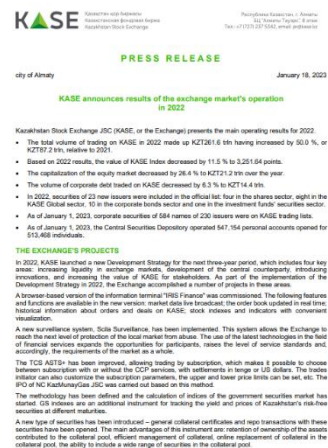 KASE
Қазақстан қор биржасы
Казахстанская фондовая биржа
Kazakhstan Stock Exchange
Республика Казахстан, г. Алматы
PRESS RELEASE
city of Almaty
January 18, 2023
KASE announces results of the exchange market's operation
in 2022
Kazakhstan Stock Exchange JSC (KASE, or the Exchange) presents the main operating results for 2022.
• The total volume of trading on KASE in 2022 made up KZT261.6 trln having increased by 50.0 %, or
KZT87.2 trln, relative to 2021.
• Based on 2022 results, the value of KASE Index decreased by 11.5 % to 3,251.64 points.
• The capitalization of the equity market decreased by 26.4 % to KZT21.2 trln over the year.
• The volume of corporate debt traded on KASE decreased by 6.3 % to KZT14.4 trln.
• In 2022, securities of 23 new issuers were included in the official list: four in the shares sector, eight in the
KASE Global sector, 10 in the corporate bonds sector and one in the investment funds' securities sector.
• As of January 1, 2023, corporate securities of 584 names of 230 issuers were on KASE trading lists.
• As of January 1, 2023, the Central Securities Depository operated 547,154 personal accounts opened for
513,468 individuals.
THE EXCHANGE'S PROJECTS
In 2022, KASE launched a new Development Strategy for the next three-year period, which includes four key
areas: increasing liquidity in exchange markets, development of the central counterparty, introducing
innovations, and increasing the value of KASE for stakeholders. As part of the implementation of the
Development Strategy in 2022, the Exchange accomplished a number of projects in these areas.
A browser-based version of the information terminal "IRIS Finance" was commissioned. The following features
and functions are available in the new version: market data live broadcast; the order book updated in real time;
historical information about orders and deals on KASE; stock indexes and indicators with convenient
visualization.
A new surveillance system, Scila Surveillance, has been implemented. This system allows the Exchange to
reach the next level of protection of the local market from abuse. The use of the latest technologies in the field
of financial services expands the opportunities for participants, raises the level of service standards and,
accordingly, the requirements of the market as a whole.
The TCS ASTS+ has been improved, allowing trading by subscription, which makes it possible to choose
between subscription with or without the CCP services, with settlements in tenge or US dollars. The trades
initiator can also customize the subscription parameters, the upper and lower price limits can be set, etc. The
IPO of NC KazMunayGas JSC was carried out based on this method.
The methodology has been defined and the calculation of indices of the government securities market has
started. GS indexes are an additional instrument for tracking the yield and prices of Kazakhstan's risk-free
securities at different maturities.
A new type of securities has been introduced – general collateral certificates and repo transactions with these
securities have been opened. The main advantages of this instrument are: retention of ownership of the assets
contributed to the collateral pool, efficient management of collateral, online replacement of collateral in the
collateral pool, the ability to include a wide range of securities in the collateral pool.